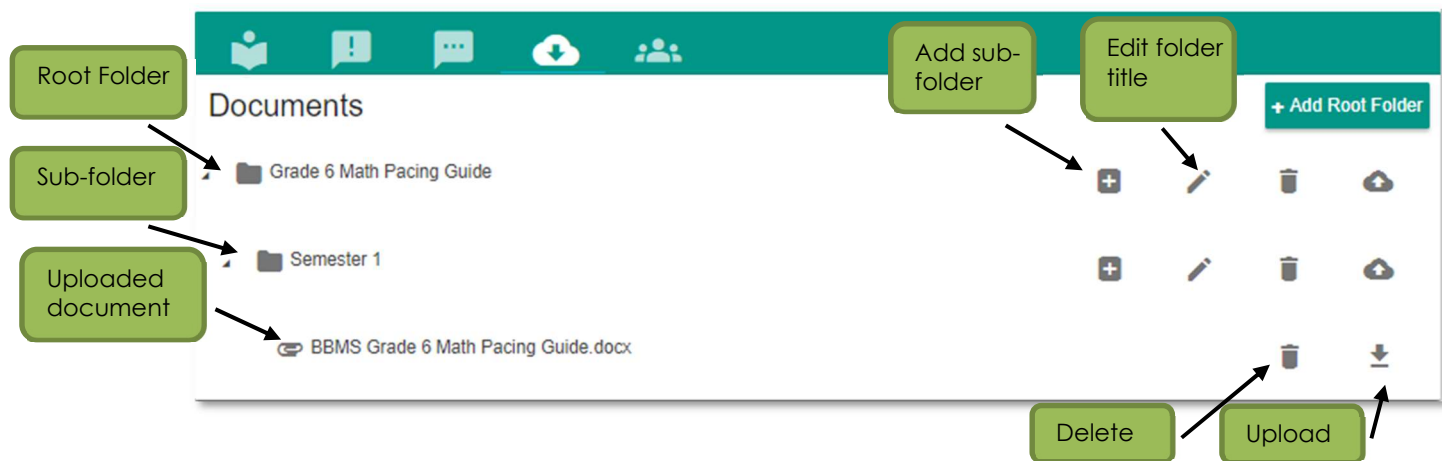 Root Folder
Add sub-
folder
Edit folder
title
Documents
+ Add Root Folder
Grade 6 Math Pacing Guide
Sub-folder
Semester 1
Uploaded
document
BBMS Grade 6 Math Pacing Guide.docx
Delete
Upload